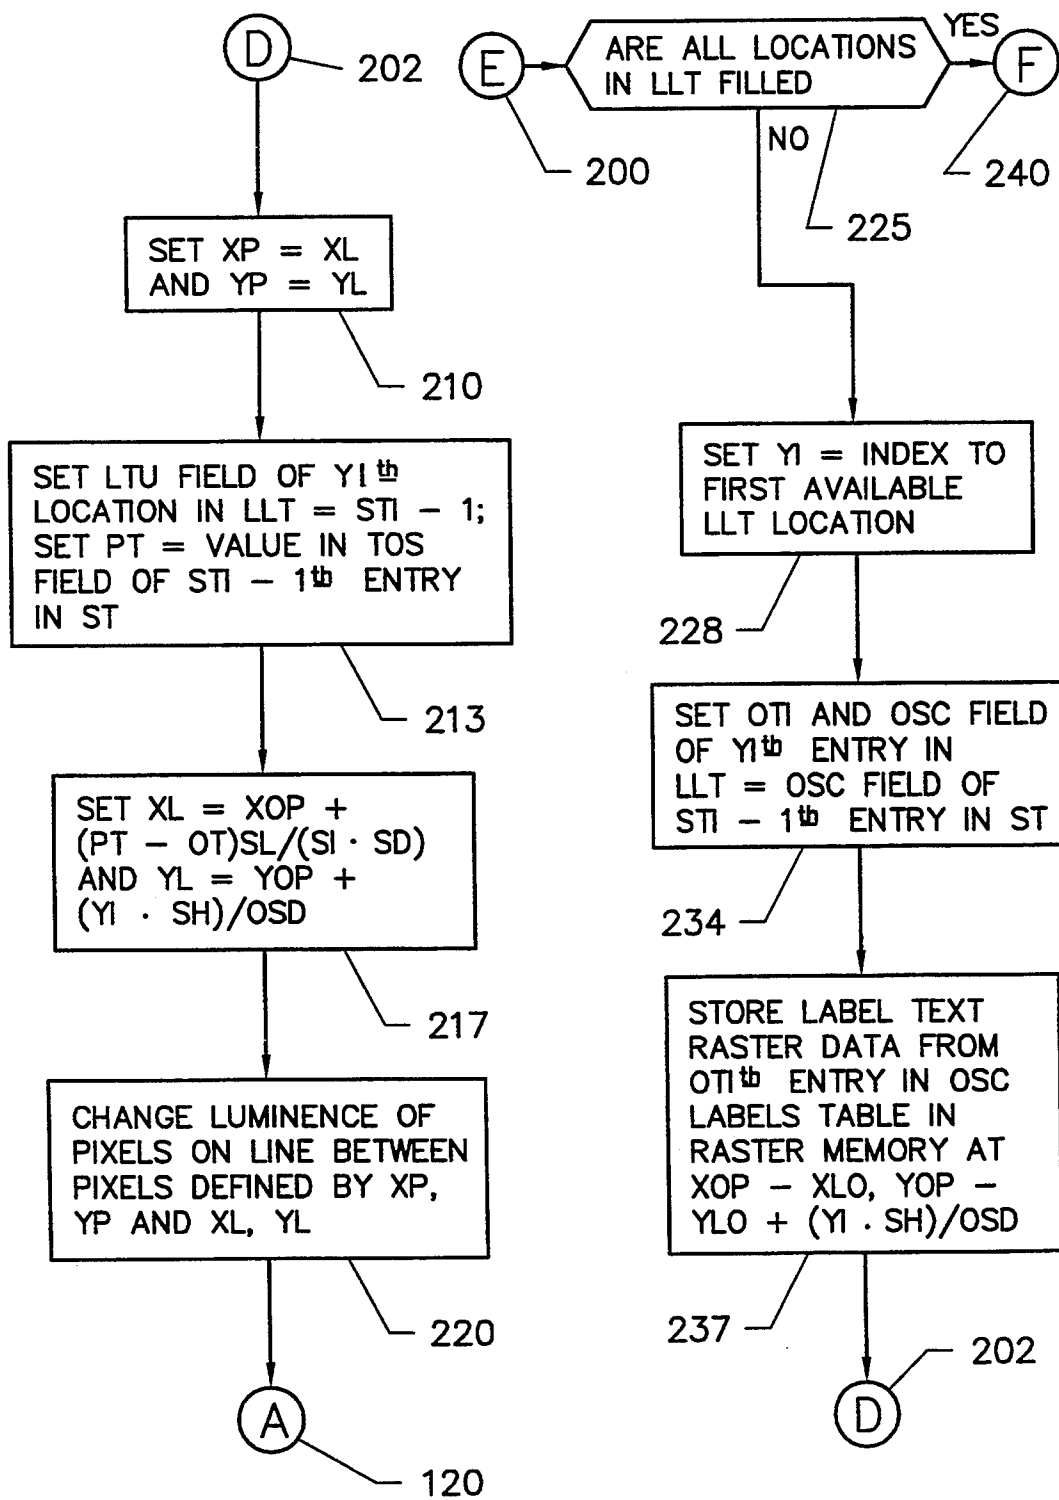 D
202
SET XP = XL
AND YP = YL
210
SET LTU FIELD OF YIth
LOCATION IN LLT = STI – 1;
SET PT = VALUE IN TOS
FIELD OF STI – 1th ENTRY
IN ST
213
SET XL = XOP +
(PT – OT)SL/(SI · SD)
AND YL = YOP +
(YI · SH)/OSD
217
CHANGE LUMINENCE OF
PIXELS ON LINE BETWEEN
PIXELS DEFINED BY XP,
YP AND XL, YL
220
A
120
E
200
ARE ALL LOCATIONS
IN LLT FILLED
YES
F
240
NO
225
SET YI = INDEX TO
FIRST AVAILABLE
LLT LOCATION
228
SET OTI AND OSC FIELD
OF YIth ENTRY IN
LLT = OSC FIELD OF
STI – 1th ENTRY IN ST
234
STORE LABEL TEXT
RASTER DATA FROM
OTIth ENTRY IN OSC
LABELS TABLE IN
RASTER MEMORY AT
XOP – XLO, YOP –
YLO + (YI · SH)/OSD
237
202
D